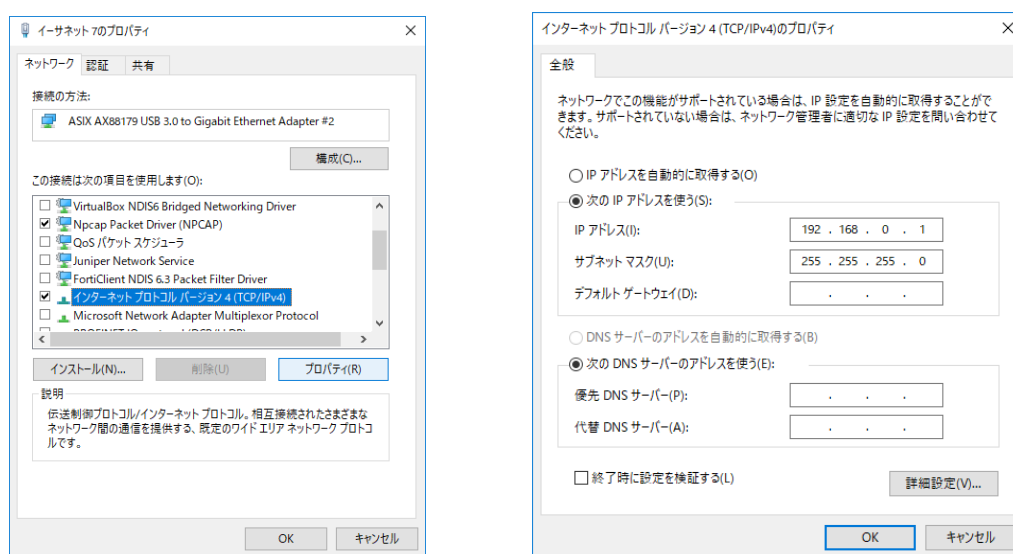 イーサネット 7のプロパティ
ネットワーク 認証 共有
接続の方法:
ASIX AX88179 USB 3.0 to Gigabit Ethernet Adapter #2
構成(C)...
この接続は次の項目を使用します(O):
VirtualBox NDIS6 Bridged Networking Driver
Npcap Packet Driver (NPCAP)
QoS パケット スケジューラ
Juniper Network Service
FortiClient NDIS 6.3 Packet Filter Driver
インターネット プロトコル バージョン 4 (TCP/IPv4)
Microsoft Network Adapter Multiplexor Protocol
インストール(N)... 削除(U) プロパティ(R)
説明
伝送制御プロトコル/インターネット プロトコル。相互接続されたさまざまな
ネットワーク間の通信を提供する、既定のワイド エリア ネットワーク プロトコ
ルです。
OK キャンセル
インターネット プロトコル バージョン 4 (TCP/IPv4)のプロパティ
全般
ネットワークでこの機能がサポートされている場合は、IP 設定を自動的に取得することがで
きます。サポートされていない場合は、ネットワーク管理者に適切な IP 設定を問い合わせて
ください。
IP アドレスを自動的に取得する(O)
次の IP アドレスを使う(S):
IP アドレス(I): 192 . 168 . 0 . 1
サブネット マスク(U): 255 . 255 . 255 . 0
デフォルト ゲートウェイ(D): . . .
DNS サーバーのアドレスを自動的に取得する(B)
次の DNS サーバーのアドレスを使う(E):
優先 DNS サーバー(P): . . .
代替 DNS サーバー(A): . . .
終了時に設定を検証する(L)
詳細設定(V)...
OK キャンセル